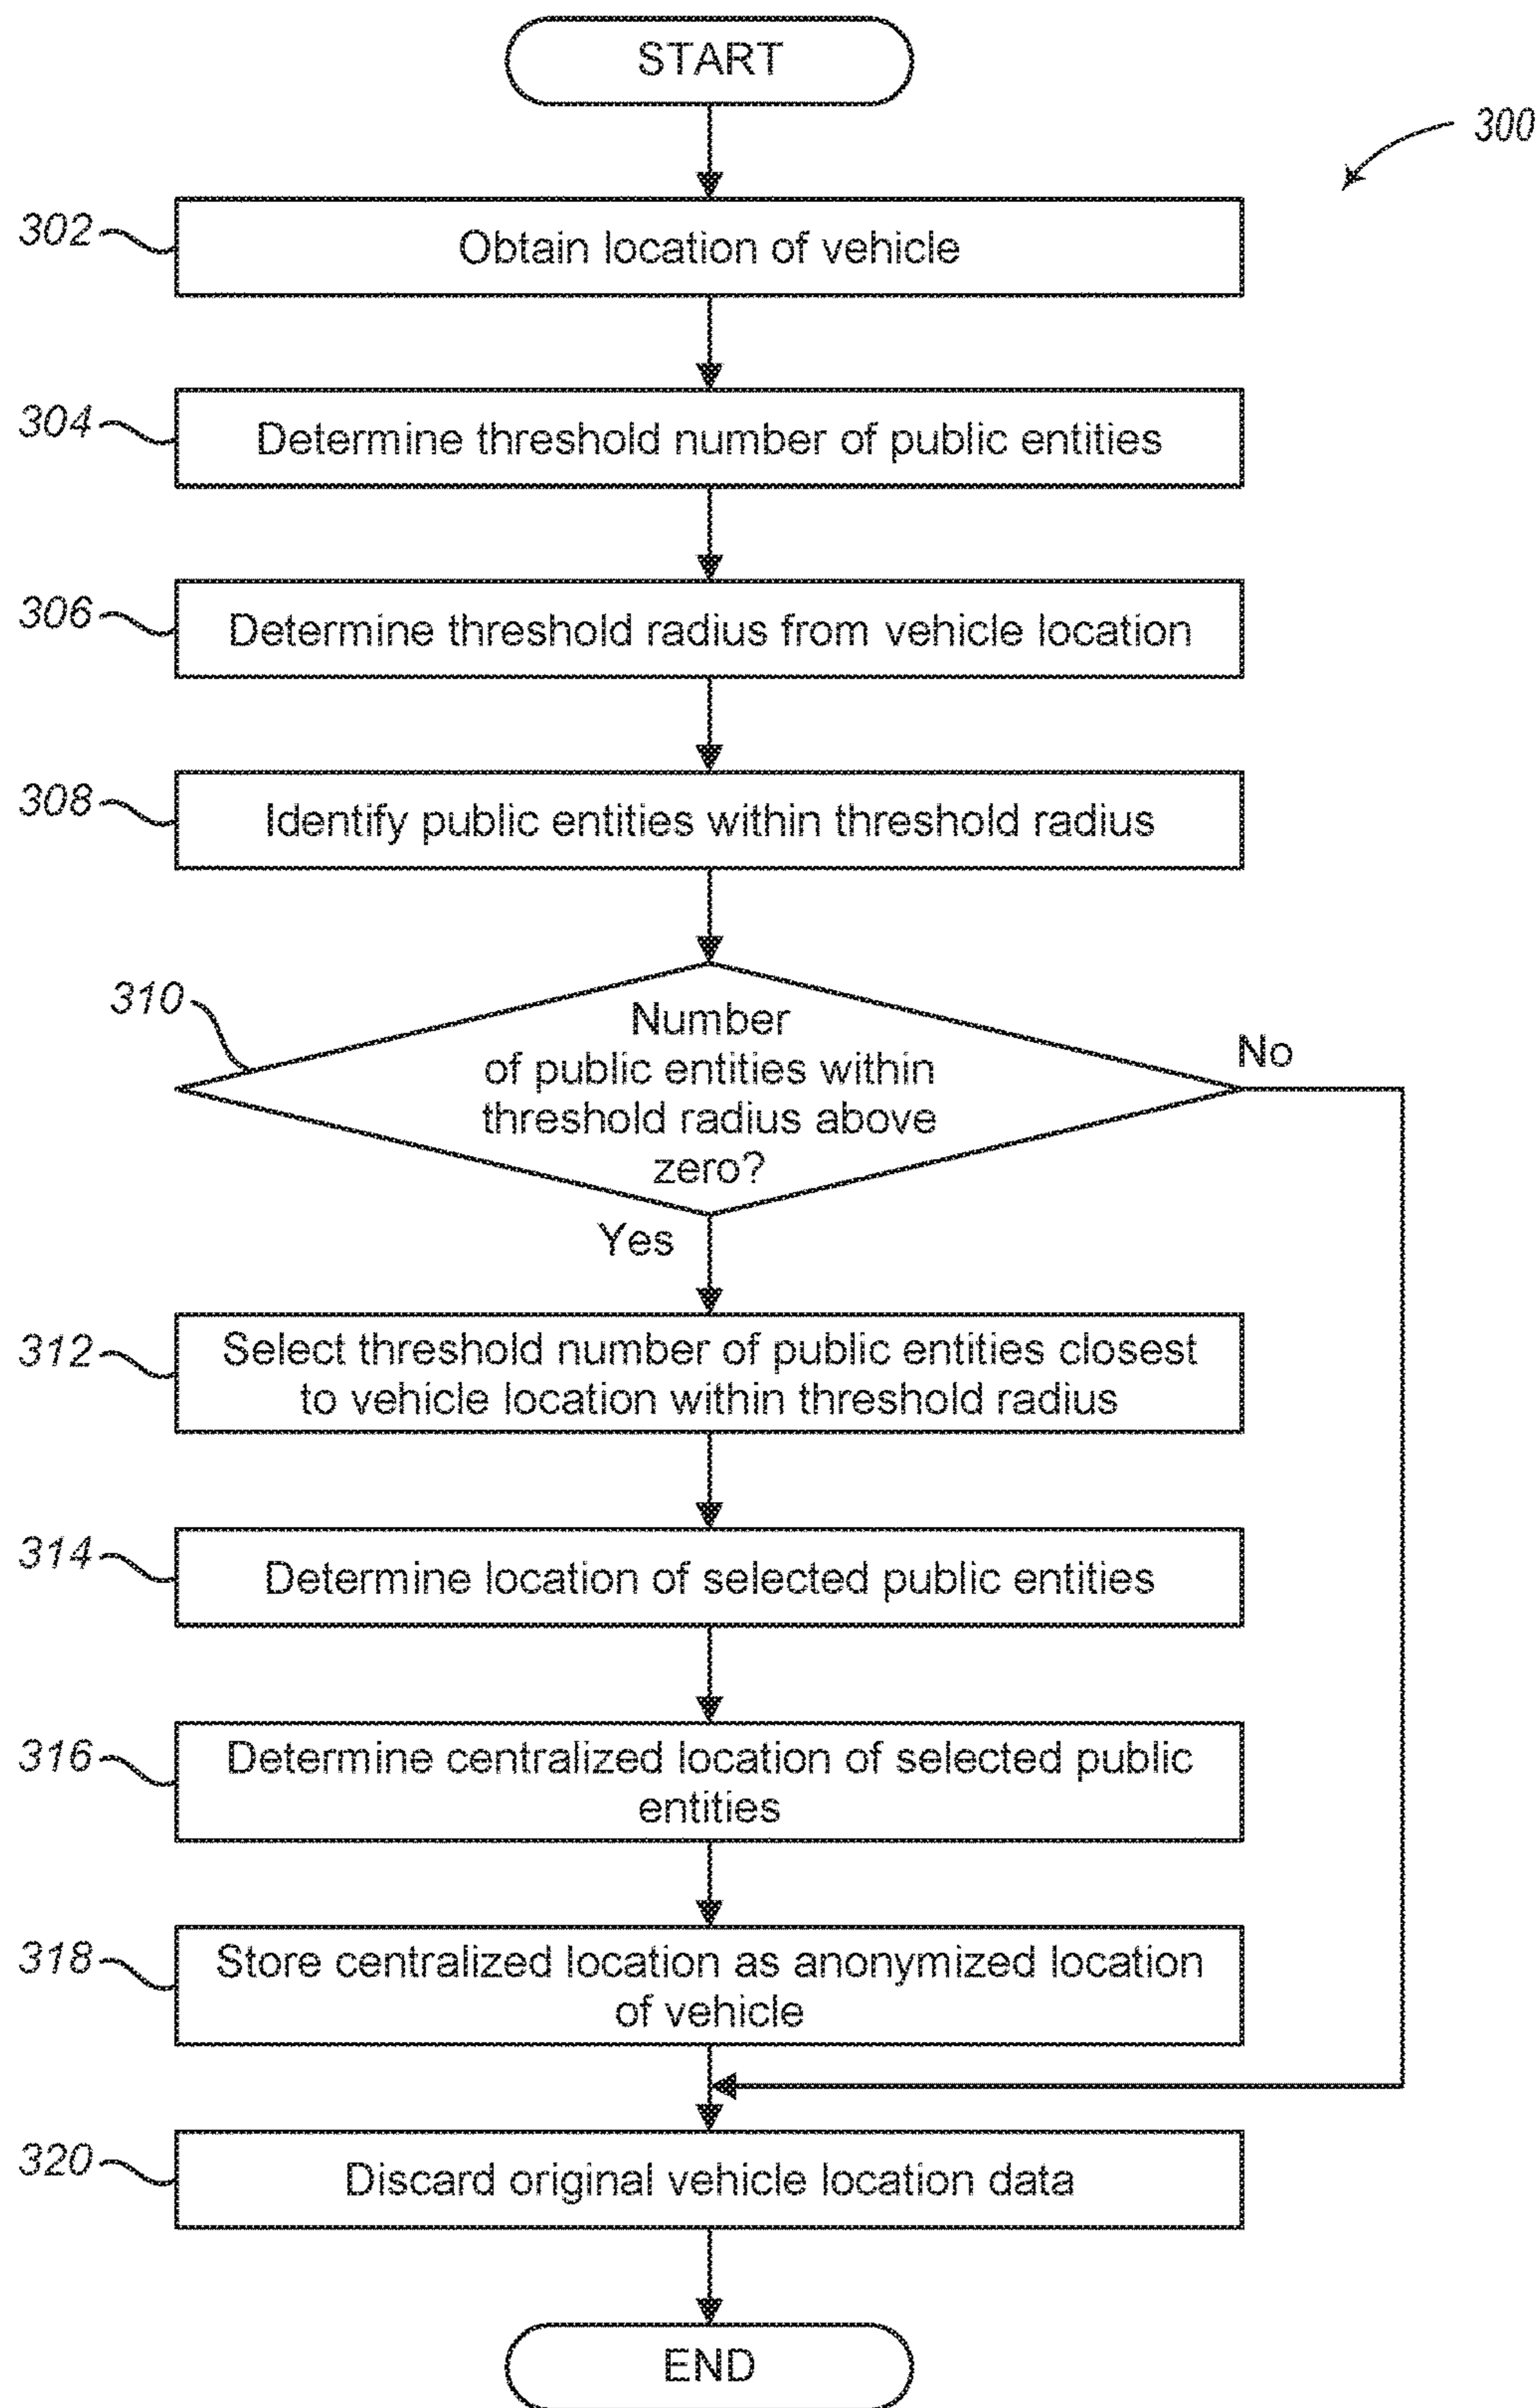 START
300
302
Obtain location of vehicle
304
Determine threshold number of public entities
306
Determine threshold radius from vehicle location
308
Identify public entities within threshold radius
310
Number
of public entities within
threshold radius above
zero?
No
Yes
312
Select threshold number of public entities closest
to vehicle location within threshold radius
314
Determine location of selected public entities
316
Determine centralized location of selected public
entities
318
Store centralized location as anonymized location
of vehicle
320
Discard original vehicle location data
END